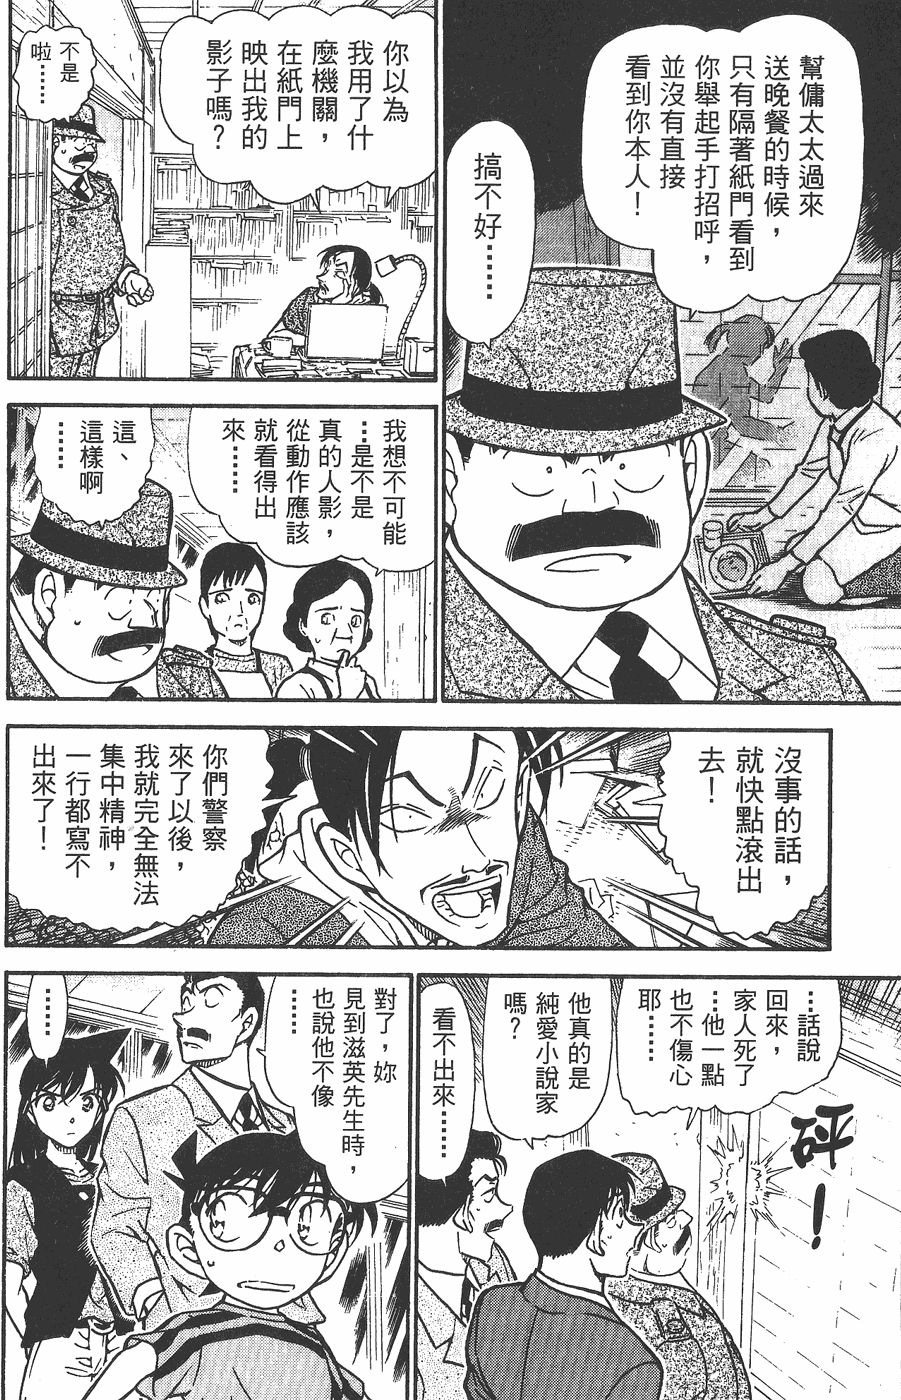 幫傭太太過來
送晚餐的時候，
只有隔著紙門看到
你舉起手打招呼，
並沒有直接
看到你本人！
搞不好……
你以為
我用了什
麼機關，
在紙門上
映出我的
影子嗎？
不是
啦……
我想不可能
…是不是
真的人影，
從動作應該
就看得出
來……
這、
這樣啊
……
沒事的話，
就快點滾出
去！
你們警察
來了以後，
我就完全無法
集中精神，
一行都寫不
出來了！
砰！
…話說
回來，
家人死了
…他一點
也不傷心
耶……
他真的是
純愛小說家
嗎？
看不出來……
對了，妳
見到滋英先生時，
也說他不像
……
……